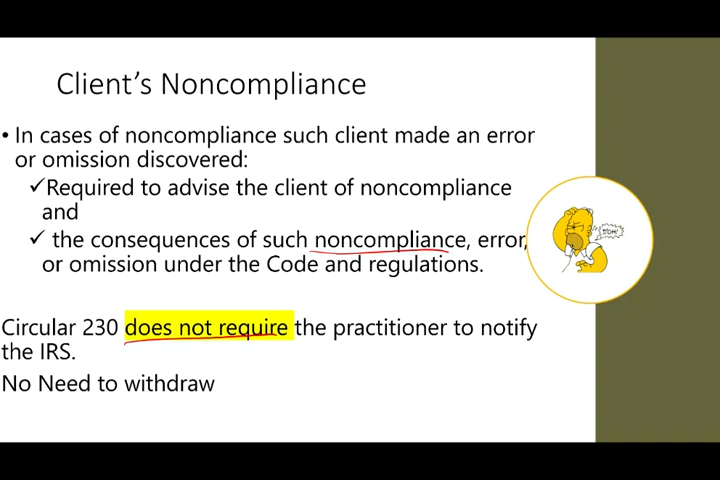 Client's Noncompliance
• In cases of noncompliance such client made an error
or omission discovered:
✓Required to advise the client of noncompliance
and
✓ the consequences of such noncompliance, error,
or omission under the Code and regulations.
Circular 230 does not require the practitioner to notify
the IRS.
No Need to withdraw